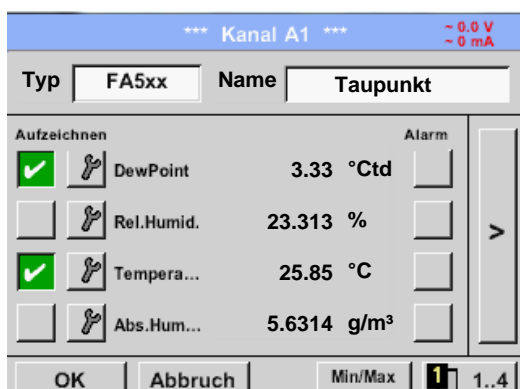 *** Kanal A1 *** ~ 0.0 V
~ 0 mA
Typ FA5xx Name Taupunkt
Aufzeichnen Alarm
DewPoint 3.33 °Ctd
Rel.Humid. 23.313 %
>
Tempera... 25.85 °C
Abs.Hum... 5.6314 g/m³
OK Abbruch Min/Max 1 1..4